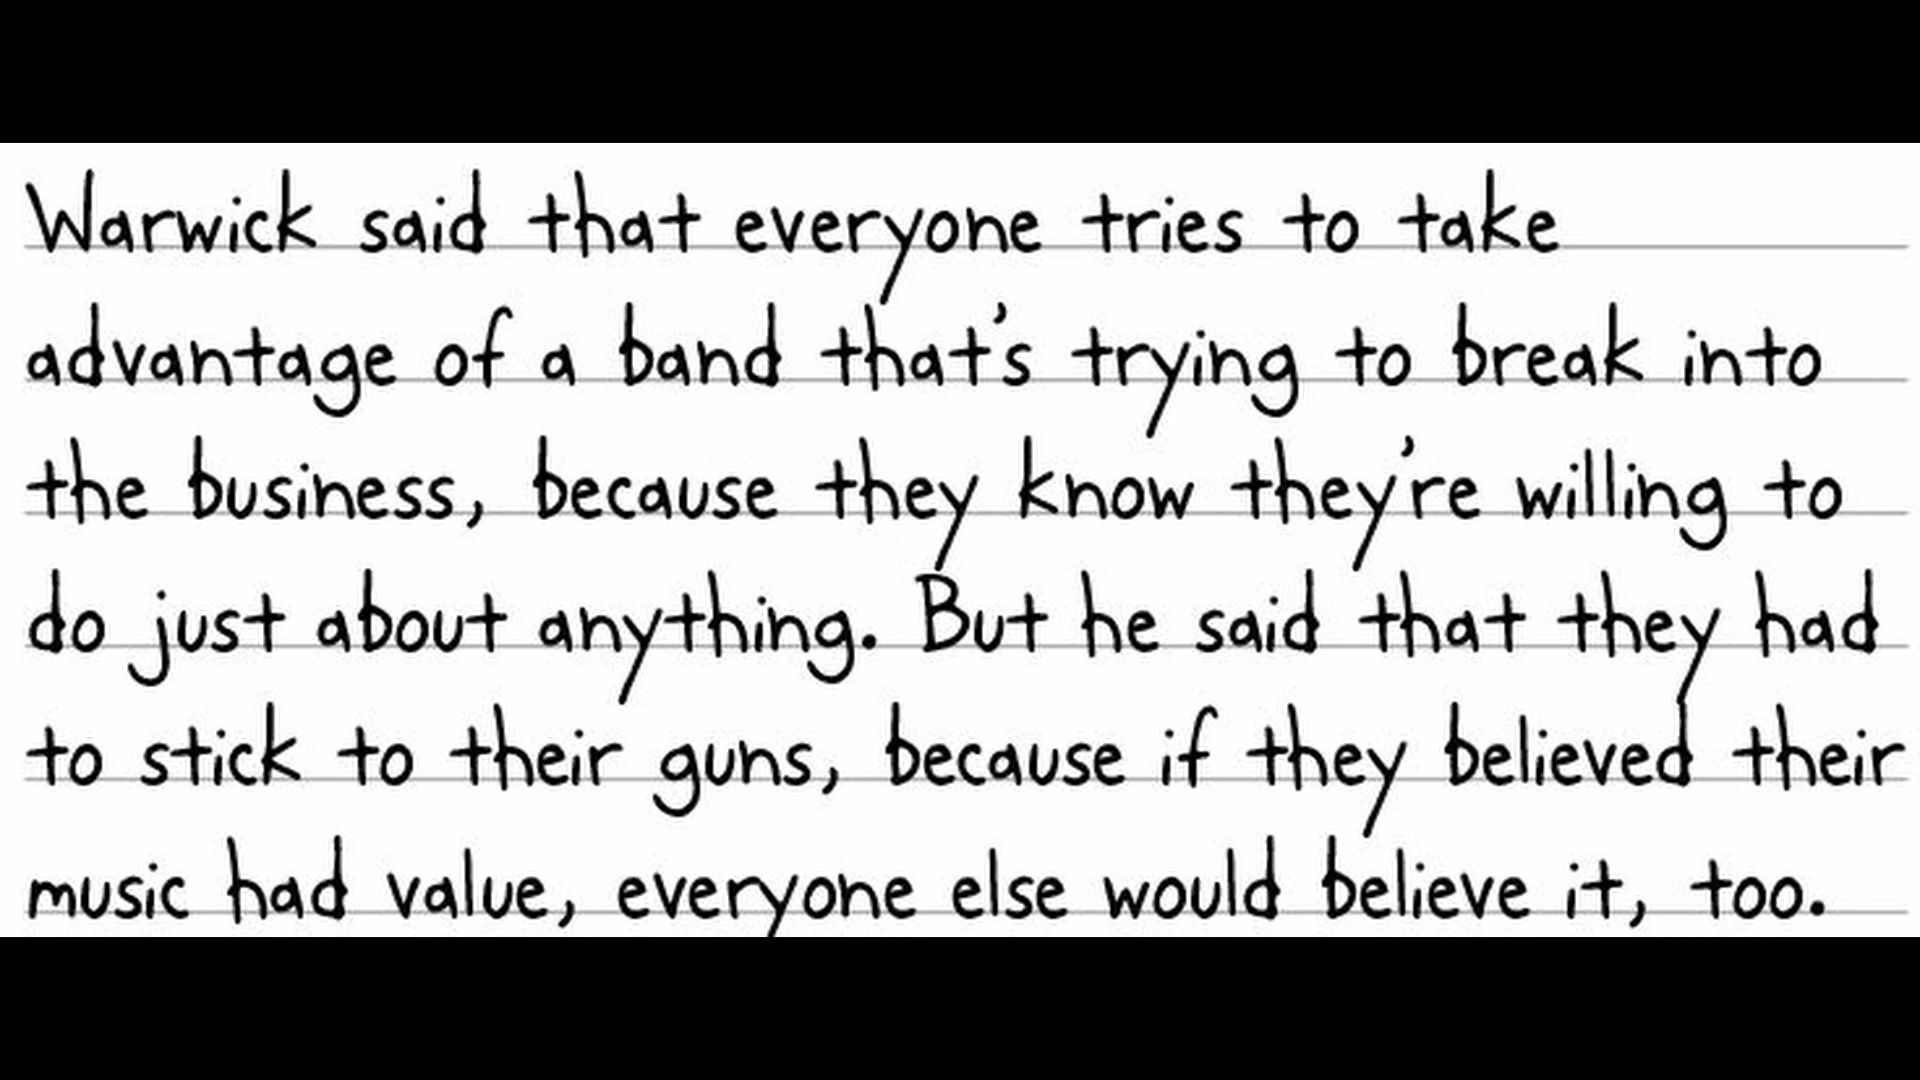 Warwick said that everyone tries to take
advantage of a band that's trying to break into
the business, because they know they're willing to
do just about anything. But he said that they had
to stick to their guns, because if they believed their
music had value, everyone else would believe it, too.